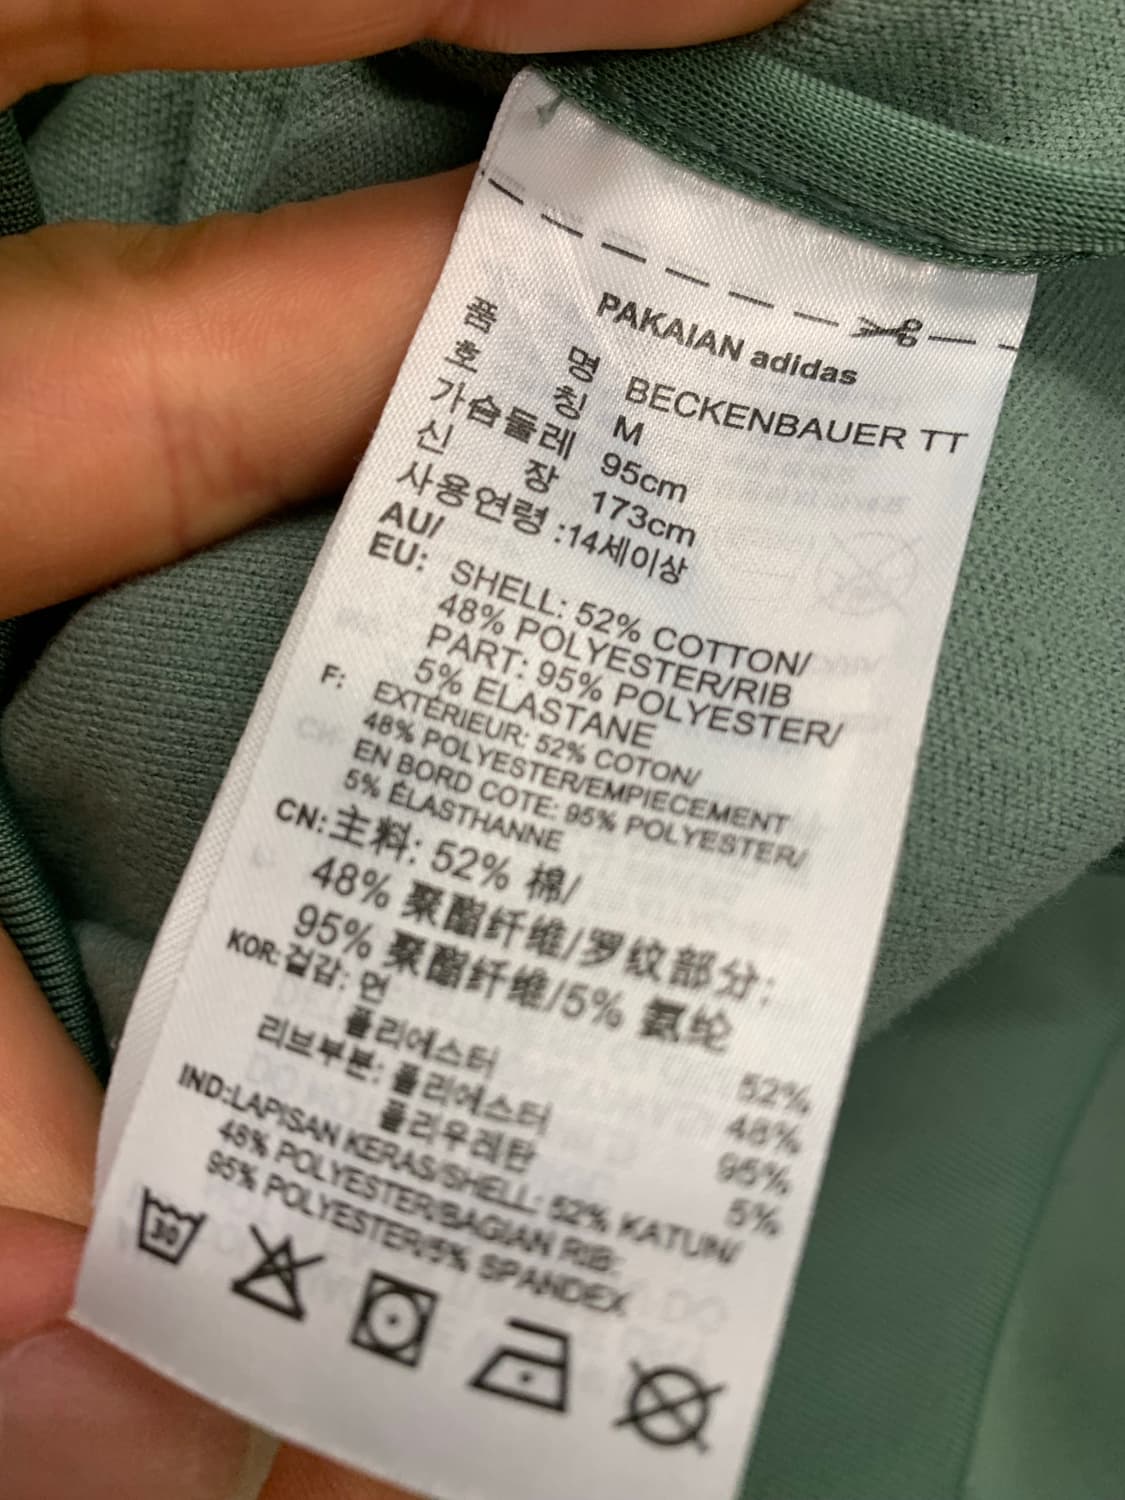 PAKAIAN adidas
품 명 BECKENBAUER TT
호 칭 M
가슴둘레 95cm
신 장 173cm
사용연령 :14세이상
AU/
EU: SHELL: 52% COTTON/
48% POLYESTER/RIB
PART: 95% POLYESTER/
5% ELASTANE
F: EXTÉRIEUR: 52% COTON/
48% POLYESTER/EMPIECEMENT
EN BORD COTE: 95% POLYESTER/
5% ÉLASTHANNE
CN: 主料: 52% 棉/
48% 聚酯纤维/罗纹部分:
95% 聚酯纤维/5% 氨纶
KOR: 겉감: 면 52%
폴리에스터 48%
리브부분: 폴리에스터 95%
폴리우레탄 5%
IND:LAPISAN KERAS/SHELL: 52% KATUN/
48% POLYESTER/BAGIAN RIB:
95% POLYESTER/5% SPANDEX
30